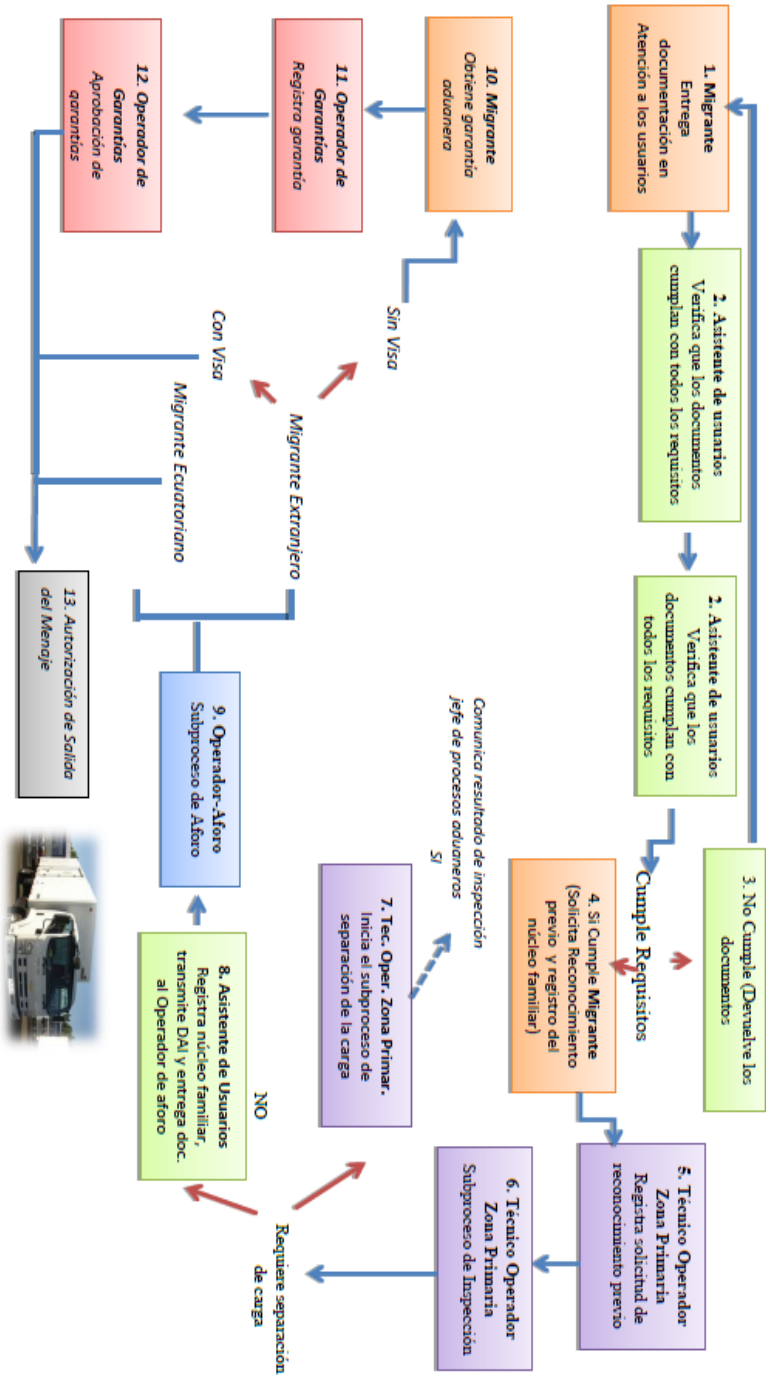 1. Migrante
Entrega
documentación en
Atención a los usuarios
2. Asistente de usuarios
Verifica que los documentos
cumplan con todos los requisitos
2. Asistente de usuarios
Verifica que los
documentos cumplan con
todos los requisitos
3. No Cumple (Devuelve los
documentos
Cumple Requisitos
4. Si Cumple Migrante
(Solicita Reconocimiento
previo y registro del
núcleo familiar)
5. Técnico Operador
Zona Primaria
Registra solicitud de
reconocimiento previo
6. Técnico Operador
Zona Primaria
Subproceso de Inspección
Requiere separación
de carga
Comunica resultado de inspección
jefe de procesos aduaneros
SI
7. Tec. Oper. Zona Primar.
Inicia el subproceso de
separación de la carga
NO
8. Asistente de Usuarios
Registra núcleo familiar,
transmite DAI y entrega doc.
al Operador de aforo
9. Operador-Aforo
Subproceso de Aforo
Migrante Extranjero
Migrante Ecuatoriano
Sin Visa
Con Visa
10. Migrante
Obtiene garantía
aduanera
11. Operador de
Garantías
Registra garantía
12. Operador de
Garantías
Aprobación de
garantías
13. Autorización de Salida
del Menaje